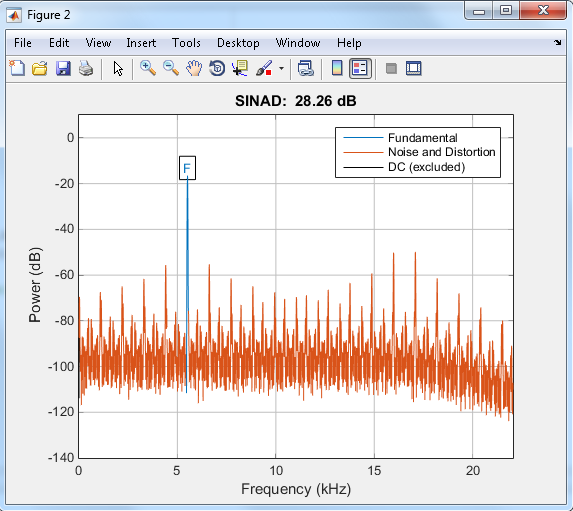 Figure 2
File Edit View Insert Tools Desktop Window Help
SINAD: 28.26 dB
Fundamental
Noise and Distortion
DC (excluded)
F
0
-20
-40
-60
-80
-100
-120
-140
Power (dB)
0 5 10 15 20
Frequency (kHz)